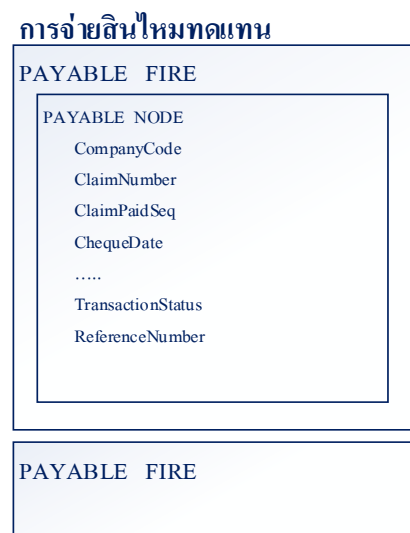 การจ่ายสินไหมทดแทน
PAYABLE FIRE
PAYABLE NODE
CompanyCode
ClaimNumber
ClaimPaidSeq
ChequeDate
…..
TransactionStatus
ReferenceNumber
PAYABLE FIRE